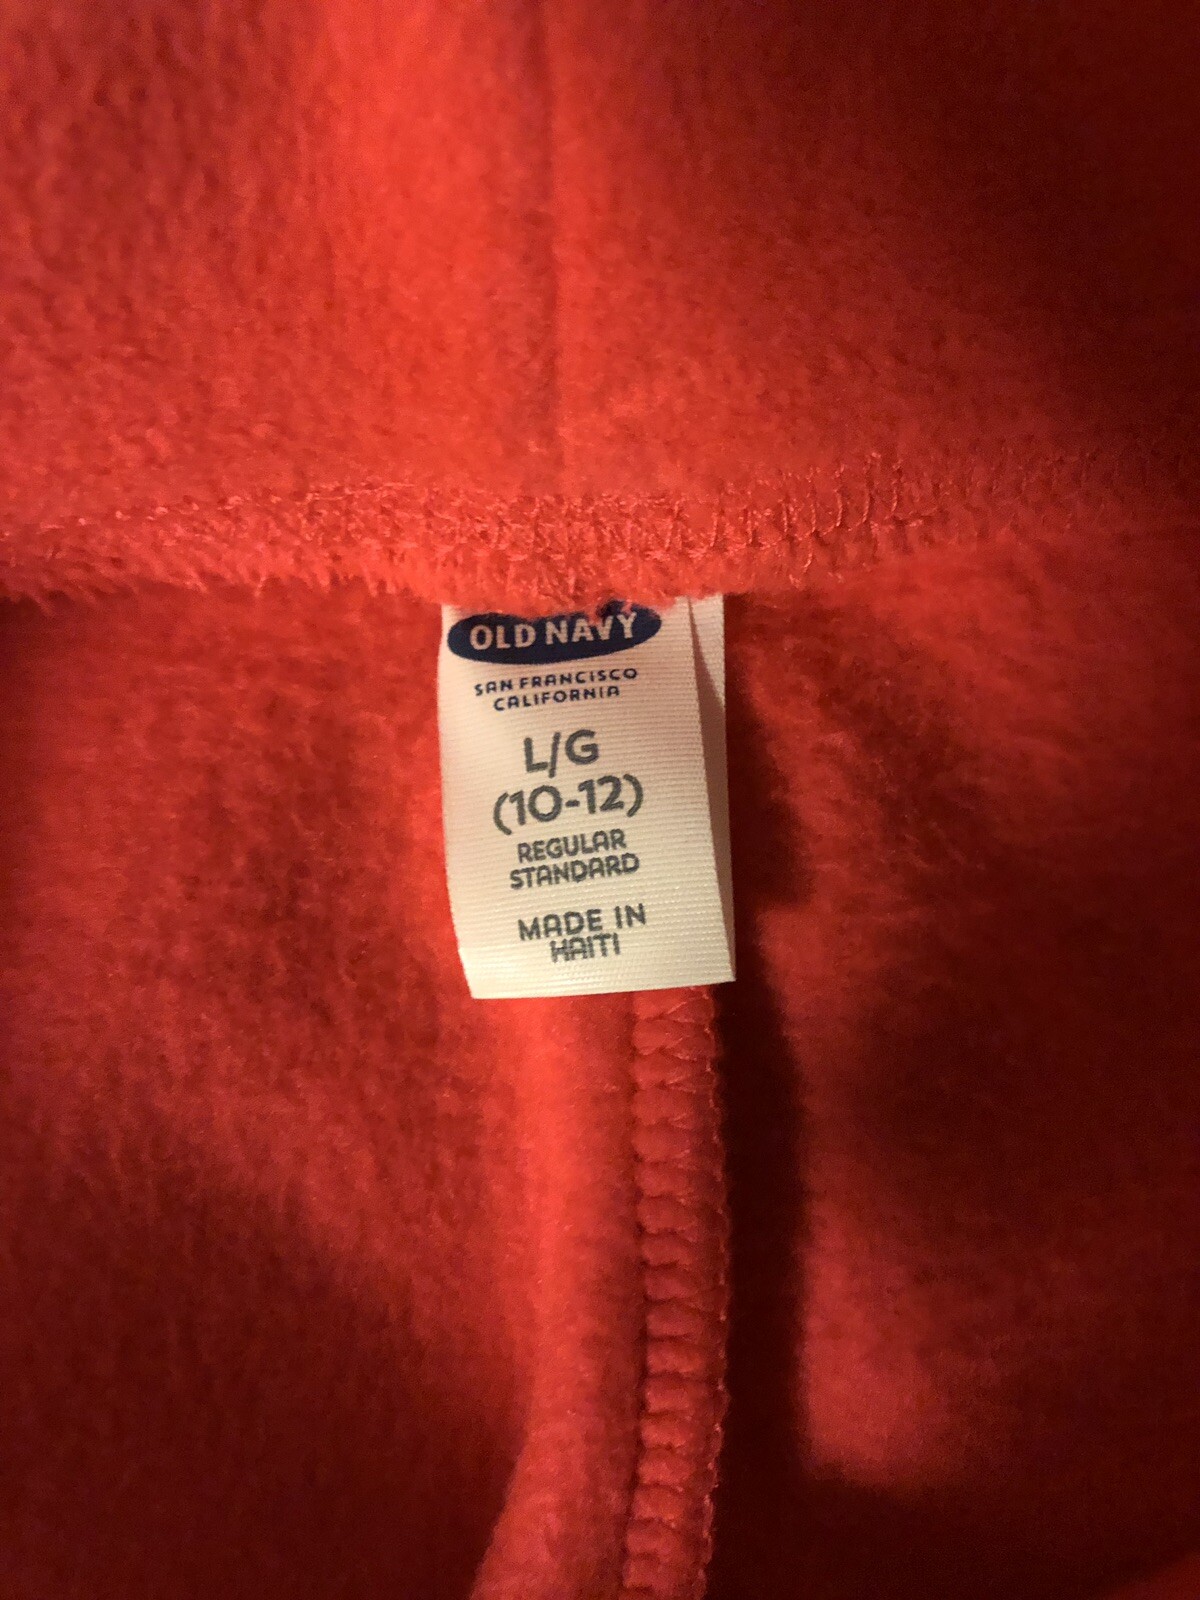 OLD NAVY
SAN FRANCISCO
CALIFORNIA
L/G
(10-12)
REGULAR
STANDARD
MADE IN
HAITI